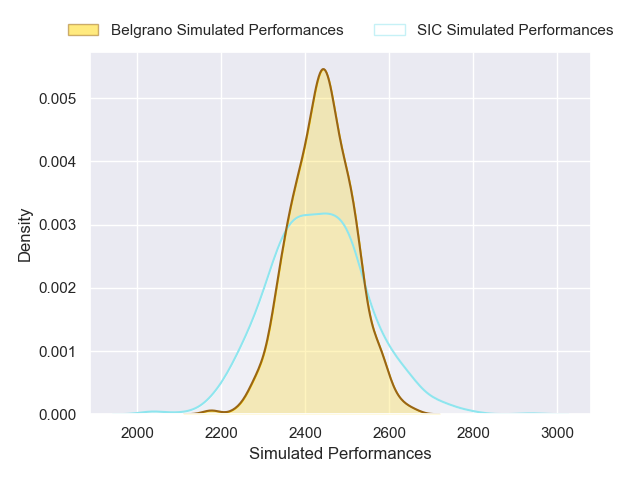 Belgrano Simulated Performances SIC Simulated Performances
0.005
0.004
0.003
0.002
0.001
0.000
Density
2000 2200 2400 2600 2800 3000
Simulated Performances